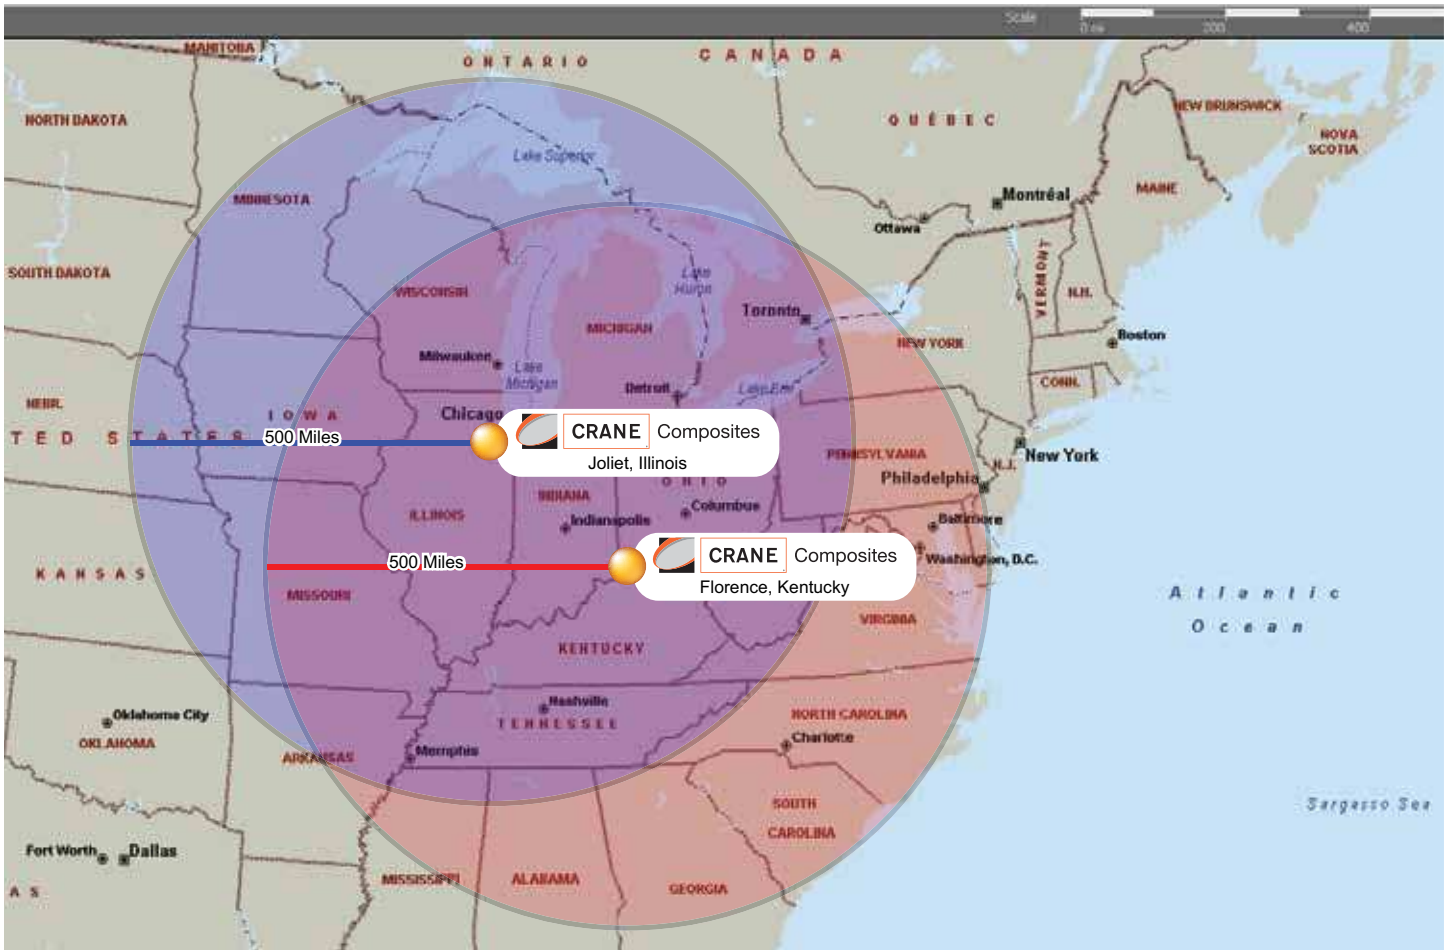 Scale
0 mi
200
400
MANITOBA
ONTARIO
CANADA
NORTH DAKOTA
QUÉBEC
NEW BRUNSWICK
NOVA
SCOTIA
Lake Superior
MINNESOTA
Montréal
MAINE
Ottawa
SOUTH DAKOTA
WISCONSIN
Lake
Huron
VERMONT
N.H.
Toronto
MICHIGAN
NEW YORK
Boston
Milwaukee
Lake
Michigan
Detroit
Lake Erie
CONN.
NEBR.
IOWA
Chicago
TED STATES
500 Miles
CRANE Composites
Joliet, Illinois
PENNSYLVANIA
New York
N.J.
Philadelphia
OHIO
INDIANA
Columbus
ILLINOIS
Indianapolis
Baltimore
500 Miles
CRANE Composites
Florence, Kentucky
Washington, D.C.
KANSAS
MISSOURI
Atlantic
Ocean
VIRGINIA
KENTUCKY
Nashville
TENNESSEE
Oklahoma City
OKLAHOMA
NORTH CAROLINA
Charlotte
ARKANSAS
Memphis
SOUTH
CAROLINA
Sargasso Sea
Fort Worth
Dallas
AS
MISSISSIPPI
ALABAMA
GEORGIA